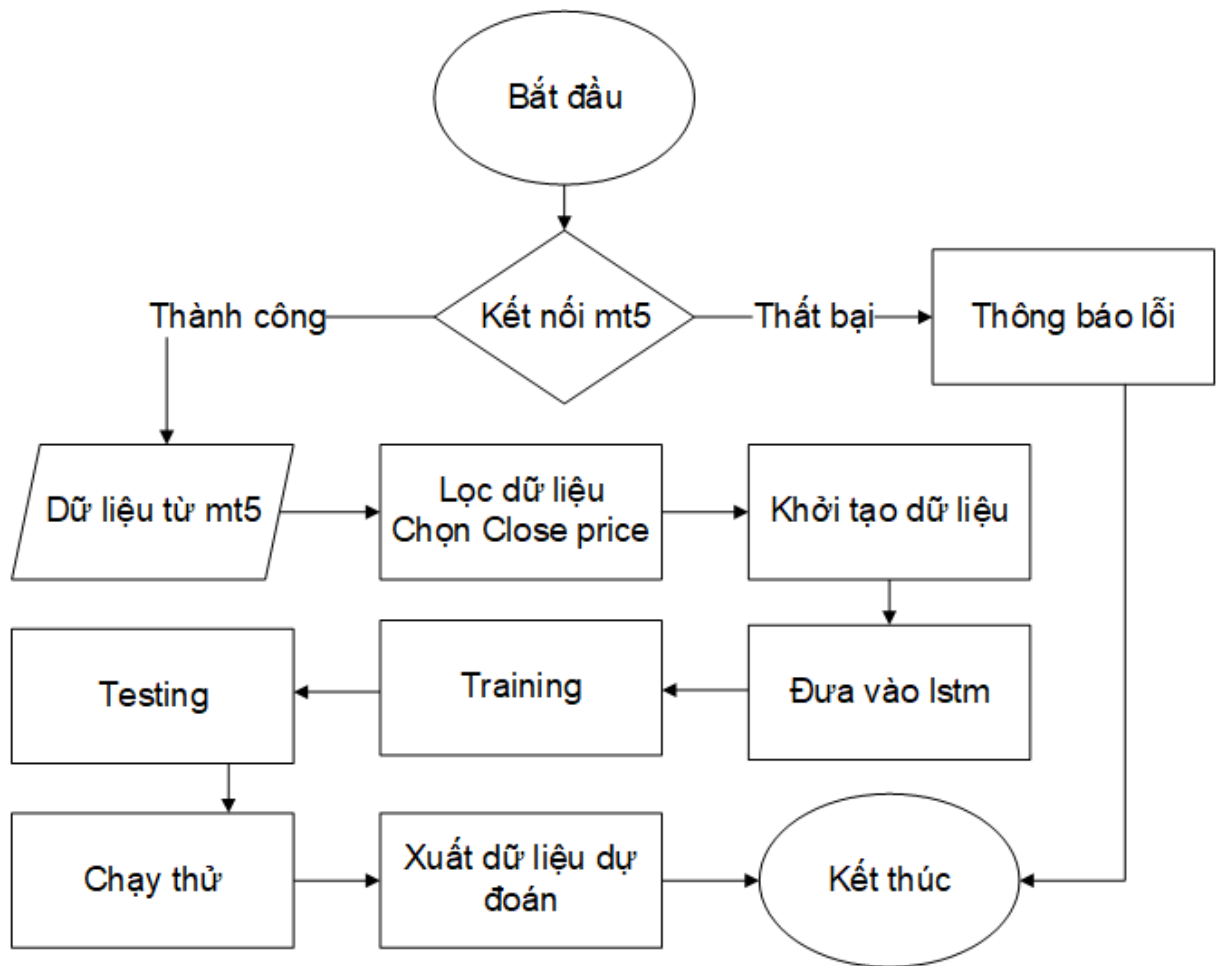 Bắt đầu
Thành công
Kết nối mt5
Thất bại
Thông báo lỗi
Dữ liệu từ mt5
Lọc dữ liệu
Chọn Close price
Khởi tạo dữ liệu
Testing
Training
Đưa vào lstm
Chạy thử
Xuất dữ liệu dự
đoán
Kết thúc